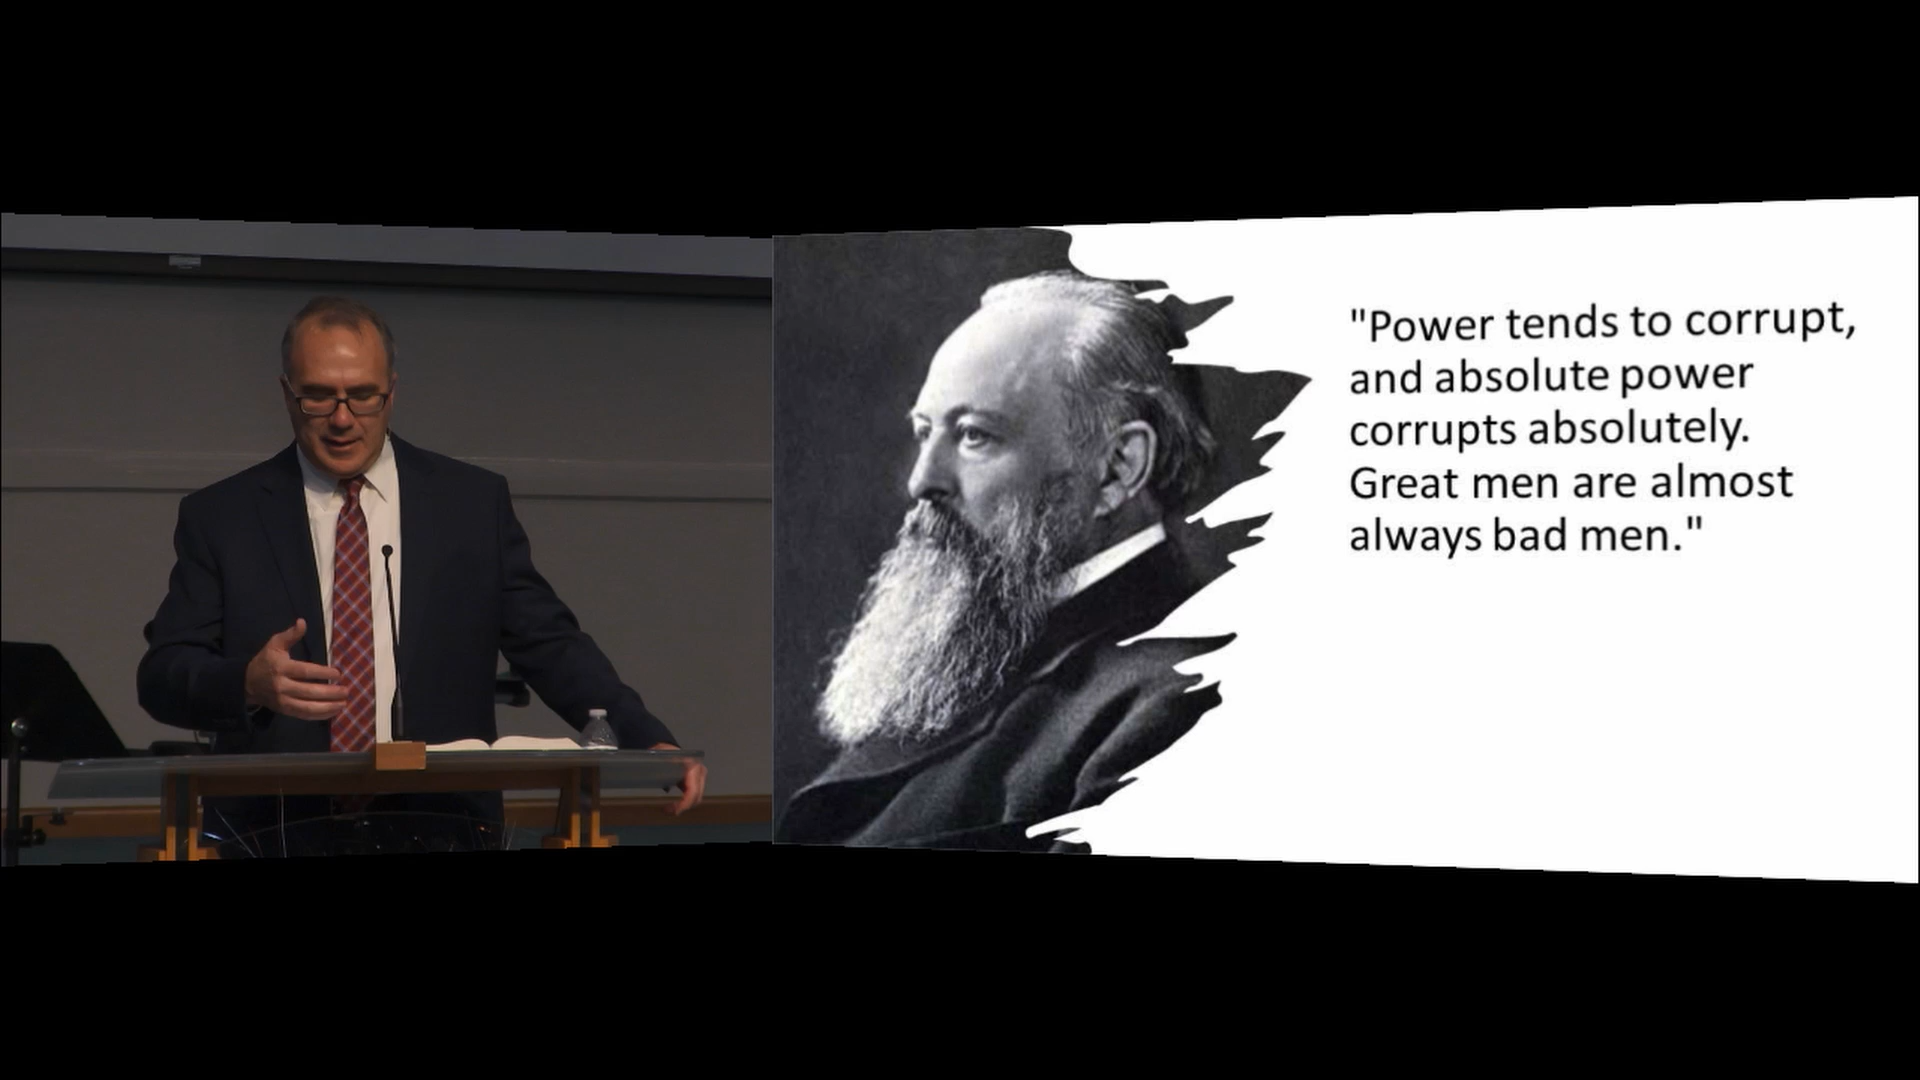 "Power tends to corrupt,
and absolute power
corrupts absolutely.
Great men are almost
always bad men."